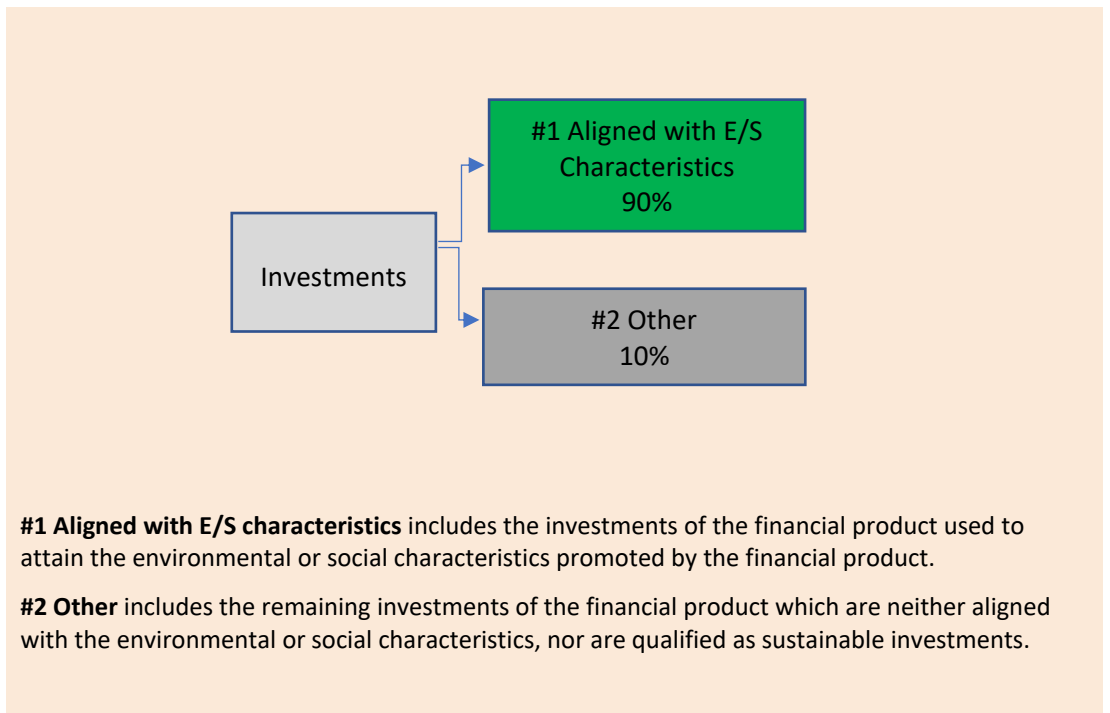 #1 Aligned with E/S
Characteristics
90%
Investments
#2 Other
10%
#1 Aligned with E/S characteristics includes the investments of the financial product used to
attain the environmental or social characteristics promoted by the financial product.
#2 Other includes the remaining investments of the financial product which are neither aligned
with the environmental or social characteristics, nor are qualified as sustainable investments.